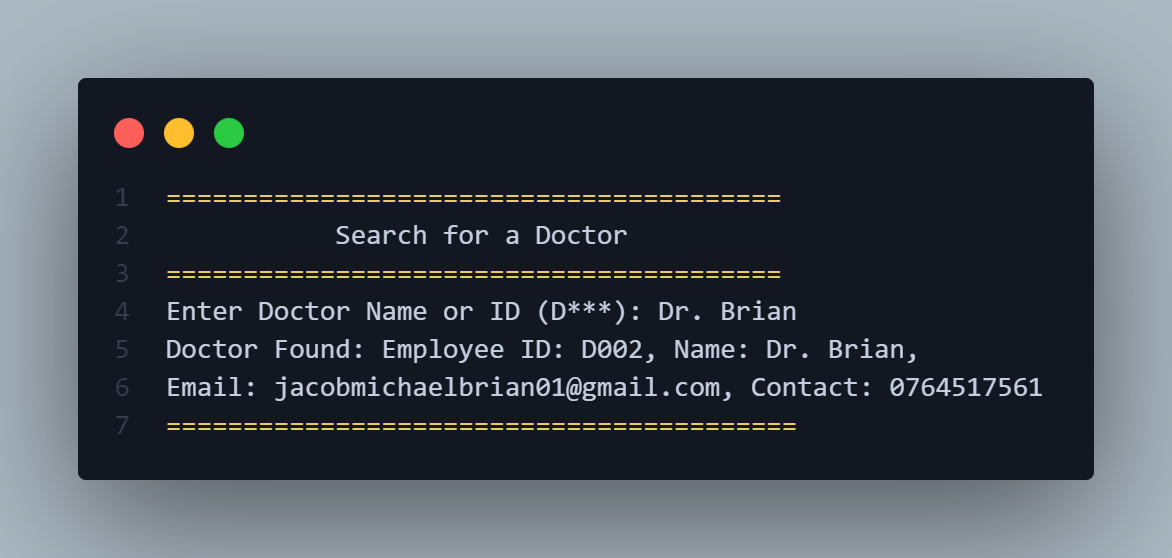 1 ========================================
2 Search for a Doctor
3 ========================================
4 Enter Doctor Name or ID (D***): Dr. Brian
5 Doctor Found: Employee ID: D002, Name: Dr. Brian,
6 Email: jacobmichaelbrian01@gmail.com, Contact: 0764517561
7 =========================================